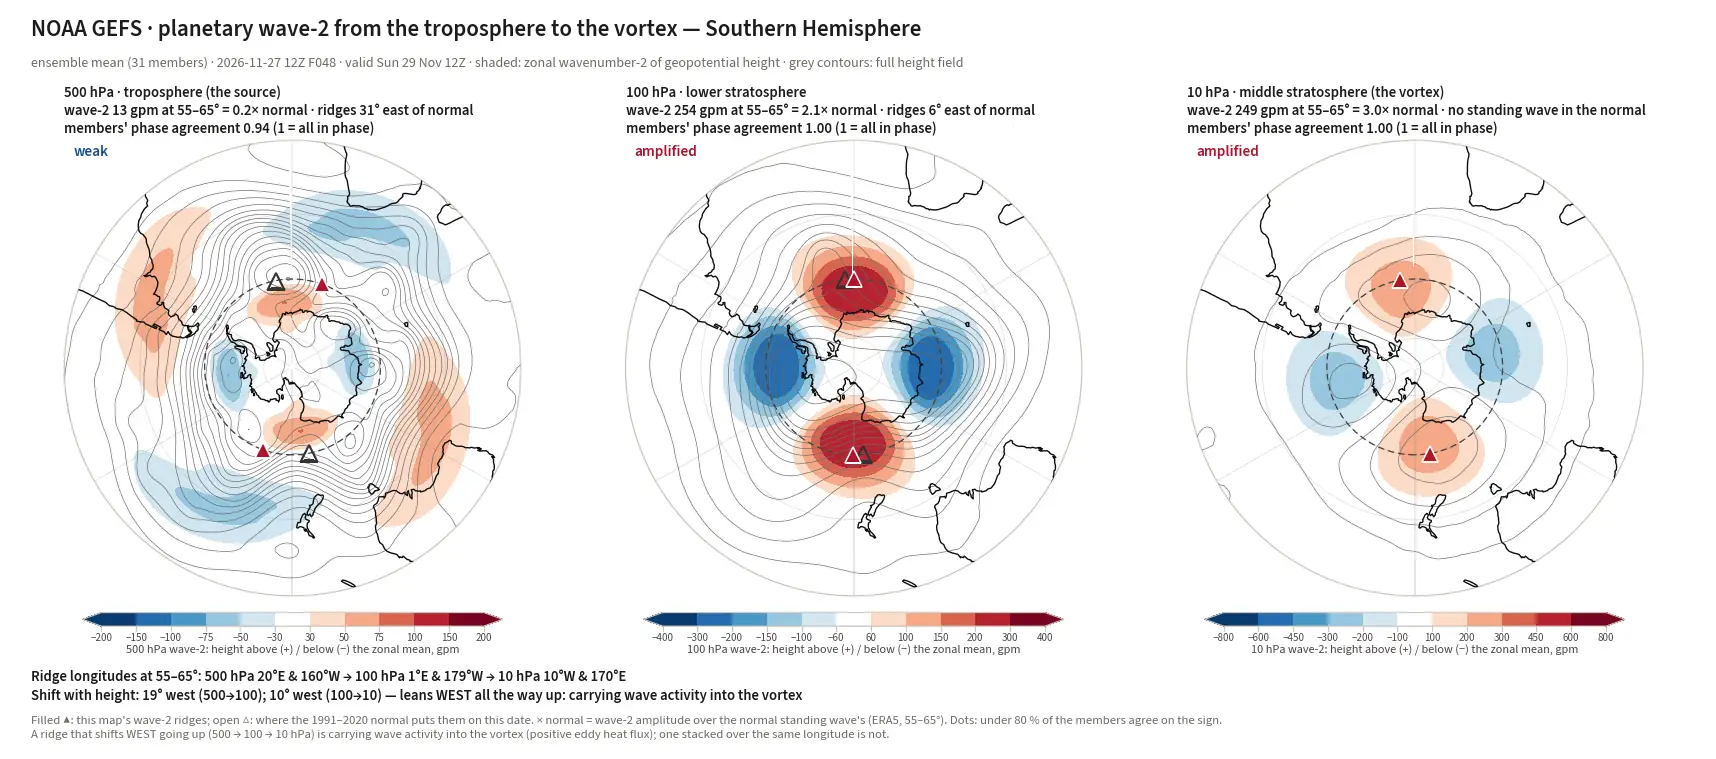 NOAA GEFS · planetary wave-2 from the troposphere to the vortex — Southern Hemisphere
ensemble mean (31 members) · 2026-11-27 12Z F048 · valid Sun 29 Nov 12Z · shaded: zonal wavenumber-2 of geopotential height · grey contours: full height field
500 hPa · troposphere (the source)
wave-2 13 gpm at 55–65° = 0.2× normal · ridges 31° east of normal
members' phase agreement 0.94 (1 = all in phase)
weak
100 hPa · lower stratosphere
wave-2 254 gpm at 55–65° = 2.1× normal · ridges 6° east of normal
members' phase agreement 1.00 (1 = all in phase)
amplified
10 hPa · middle stratosphere (the vortex)
wave-2 249 gpm at 55–65° = 3.0× normal · no standing wave in the normal
members' phase agreement 1.00 (1 = all in phase)
amplified
−200 −150 −100 −75 −50 −30 30 50 75 100 150 200
500 hPa wave-2: height above (+) / below (−) the zonal mean, gpm
−400 −300 −200 −150 −100 −60 60 100 150 200 300 400
100 hPa wave-2: height above (+) / below (−) the zonal mean, gpm
−800 −600 −450 −300 −200 −100 100 200 300 450 600 800
10 hPa wave-2: height above (+) / below (−) the zonal mean, gpm
Ridge longitudes at 55–65°: 500 hPa 20°E & 160°W → 100 hPa 1°E & 179°W → 10 hPa 10°W & 170°E
Shift with height: 19° west (500→100); 10° west (100→10) — leans WEST all the way up: carrying wave activity into the vortex
Filled ▲: this map's wave-2 ridges; open △: where the 1991–2020 normal puts them on this date. × normal = wave-2 amplitude over the normal standing wave's (ERA5, 55–65°). Dots: under 80 % of the members agree on the sign.
A ridge that shifts WEST going up (500 → 100 → 10 hPa) is carrying wave activity into the vortex (positive eddy heat flux); one stacked over the same longitude is not.